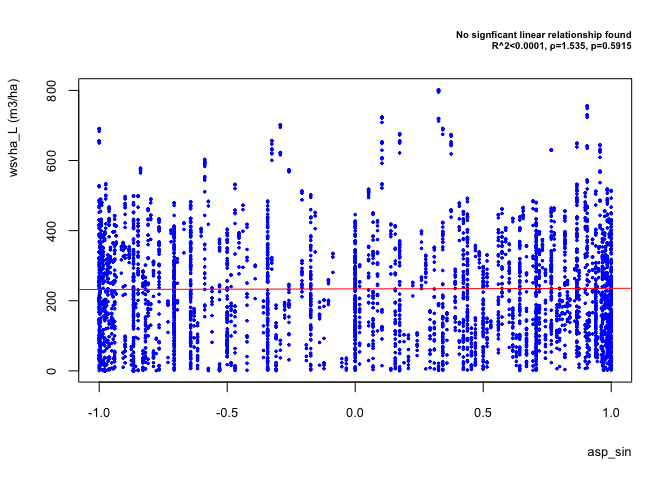 No signficant linear relationship found
R^2<0.0001, ρ=1.535, p=0.5915
wsvha_L (m3/ha)
800
600
400
200
0
-1.0 -0.5 0.0 0.5 1.0
asp_sin